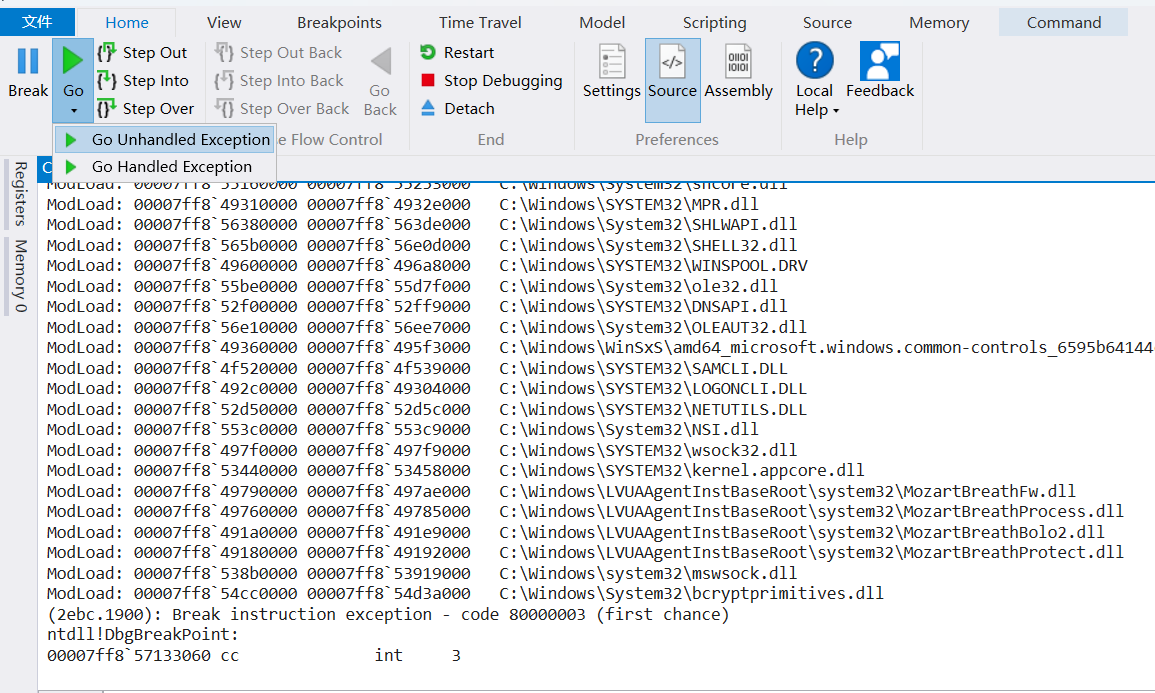 文件 Home View Breakpoints Time Travel Model Scripting Source Memory Command
Break
Go
Step Out
Step Into
Step Over
Step Out Back
Step Into Back
Step Over Back
Go Back
Restart
Stop Debugging
Detach
Settings
Source
Assembly
Local Help
Feedback
Go Unhandled Exception
Go Handled Exception
Flow Control
End
Preferences
Help
Registers
Memory 0
ModLoad: 00007ff8`55160000 00007ff8`55253000   C:\Windows\System32\shcore.dll
ModLoad: 00007ff8`49310000 00007ff8`4932e000   C:\Windows\SYSTEM32\MPR.dll
ModLoad: 00007ff8`56380000 00007ff8`563de000   C:\Windows\System32\SHLWAPI.dll
ModLoad: 00007ff8`565b0000 00007ff8`56e0d000   C:\Windows\System32\SHELL32.dll
ModLoad: 00007ff8`49600000 00007ff8`496a8000   C:\Windows\SYSTEM32\WINSPOOL.DRV
ModLoad: 00007ff8`55be0000 00007ff8`55d7f000   C:\Windows\System32\ole32.dll
ModLoad: 00007ff8`52f00000 00007ff8`52ff9000   C:\Windows\SYSTEM32\DNSAPI.dll
ModLoad: 00007ff8`56e10000 00007ff8`56ee7000   C:\Windows\System32\OLEAUT32.dll
ModLoad: 00007ff8`49360000 00007ff8`495f3000   C:\Windows\WinSxS\amd64_microsoft.windows.common-controls_6595b64144
ModLoad: 00007ff8`4f520000 00007ff8`4f539000   C:\Windows\SYSTEM32\SAMCLI.DLL
ModLoad: 00007ff8`492c0000 00007ff8`49304000   C:\Windows\SYSTEM32\LOGONCLI.DLL
ModLoad: 00007ff8`52d50000 00007ff8`52d5c000   C:\Windows\SYSTEM32\NETUTILS.DLL
ModLoad: 00007ff8`553c0000 00007ff8`553c9000   C:\Windows\System32\NSI.dll
ModLoad: 00007ff8`497f0000 00007ff8`497f9000   C:\Windows\SYSTEM32\wsock32.dll
ModLoad: 00007ff8`53440000 00007ff8`53458000   C:\Windows\SYSTEM32\kernel.appcore.dll
ModLoad: 00007ff8`49790000 00007ff8`497ae000   C:\Windows\LVUAAgentInstBaseRoot\system32\MozartBreathFw.dll
ModLoad: 00007ff8`49760000 00007ff8`49785000   C:\Windows\LVUAAgentInstBaseRoot\system32\MozartBreathProcess.dll
ModLoad: 00007ff8`491a0000 00007ff8`491e9000   C:\Windows\LVUAAgentInstBaseRoot\system32\MozartBreathBolo2.dll
ModLoad: 00007ff8`49180000 00007ff8`49192000   C:\Windows\LVUAAgentInstBaseRoot\system32\MozartBreathProtect.dll
ModLoad: 00007ff8`538b0000 00007ff8`53919000   C:\Windows\system32\mswsock.dll
ModLoad: 00007ff8`54cc0000 00007ff8`54d3a000   C:\Windows\System32\bcryptprimitives.dll
(2ebc.1900): Break instruction exception - code 80000003 (first chance)
ntdll!DbgBreakPoint:
00007ff8`57133060 cc              int     3